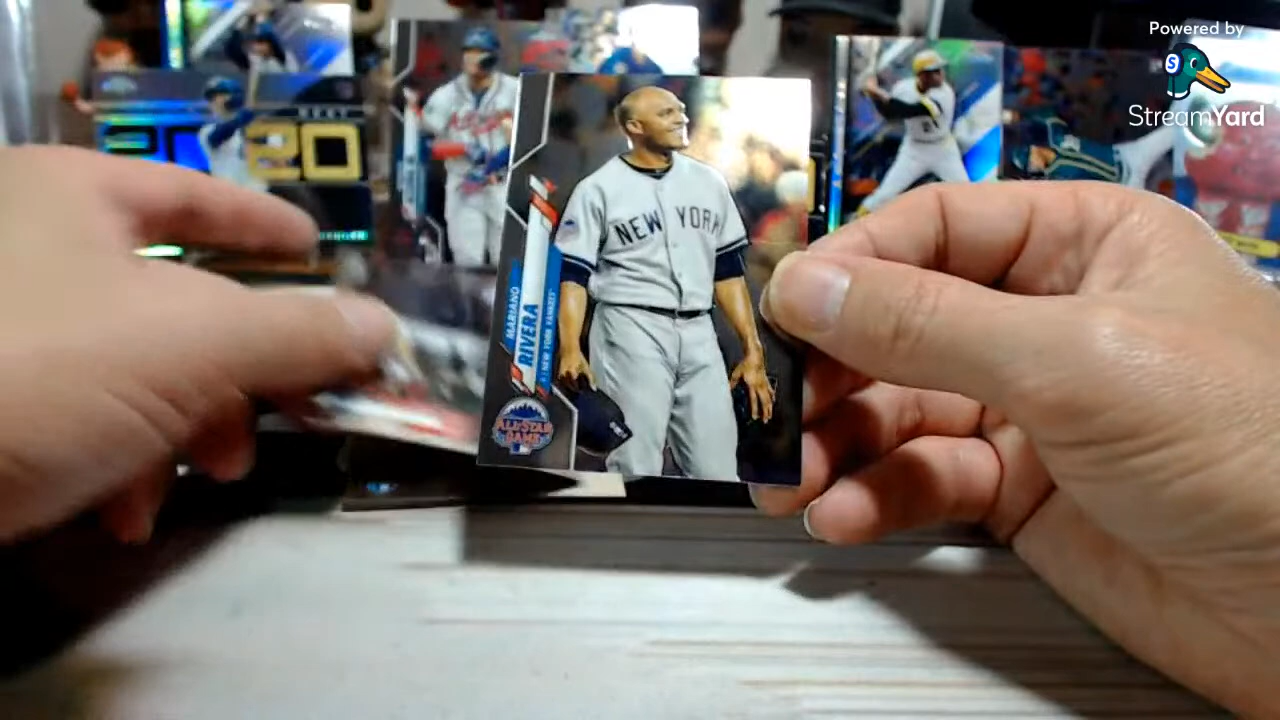 Powered by
StreamYard
20
NEW YORK
MARIANO
RIVERA
NEW YORK YANKEES
ALL-STAR
GAME